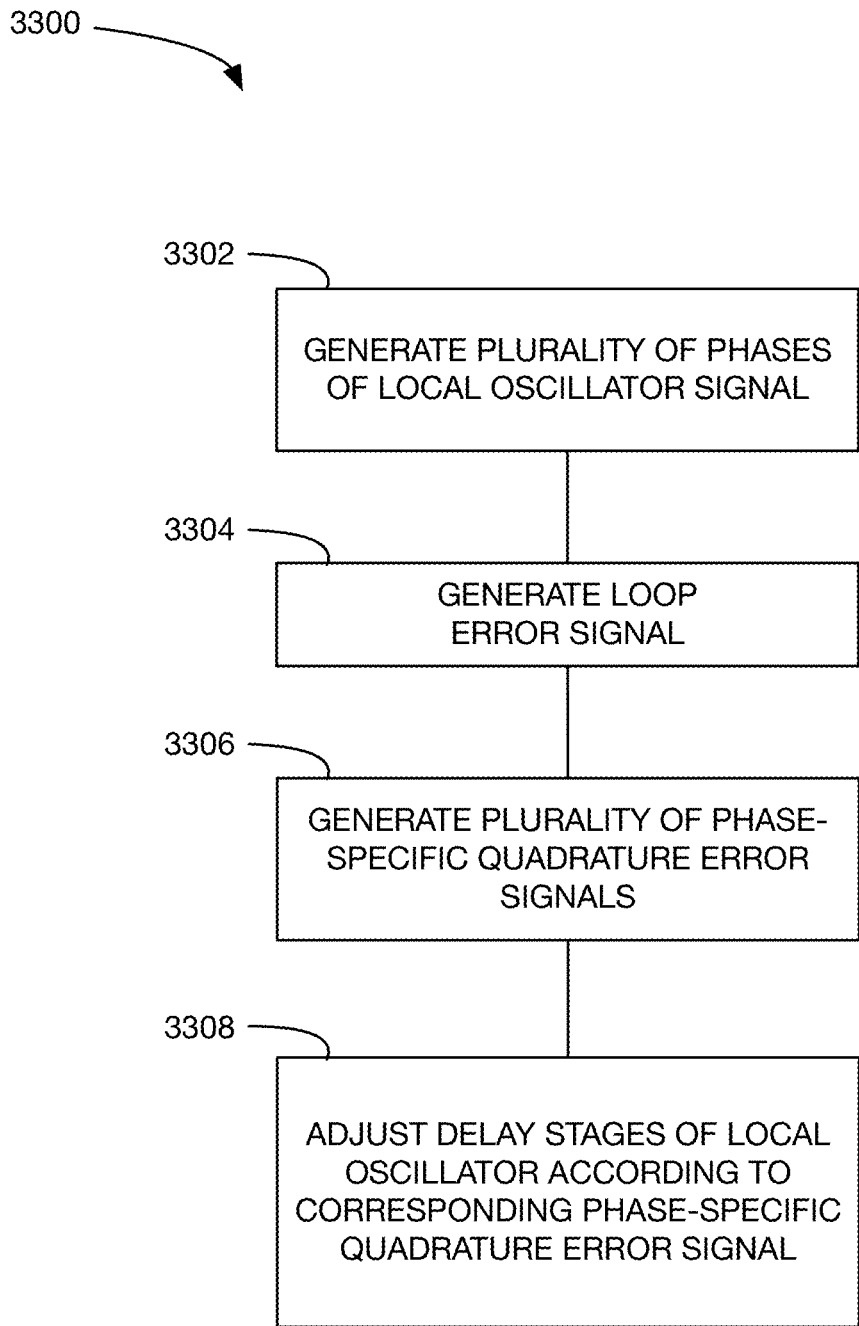 3300
3302
GENERATE PLURALITY OF PHASES
OF LOCAL OSCILLATOR SIGNAL
3304
GENERATE LOOP
ERROR SIGNAL
3306
GENERATE PLURALITY OF PHASE-
SPECIFIC QUADRATURE ERROR
SIGNALS
3308
ADJUST DELAY STAGES OF LOCAL
OSCILLATOR ACCORDING TO
CORRESPONDING PHASE-SPECIFIC
QUADRATURE ERROR SIGNAL